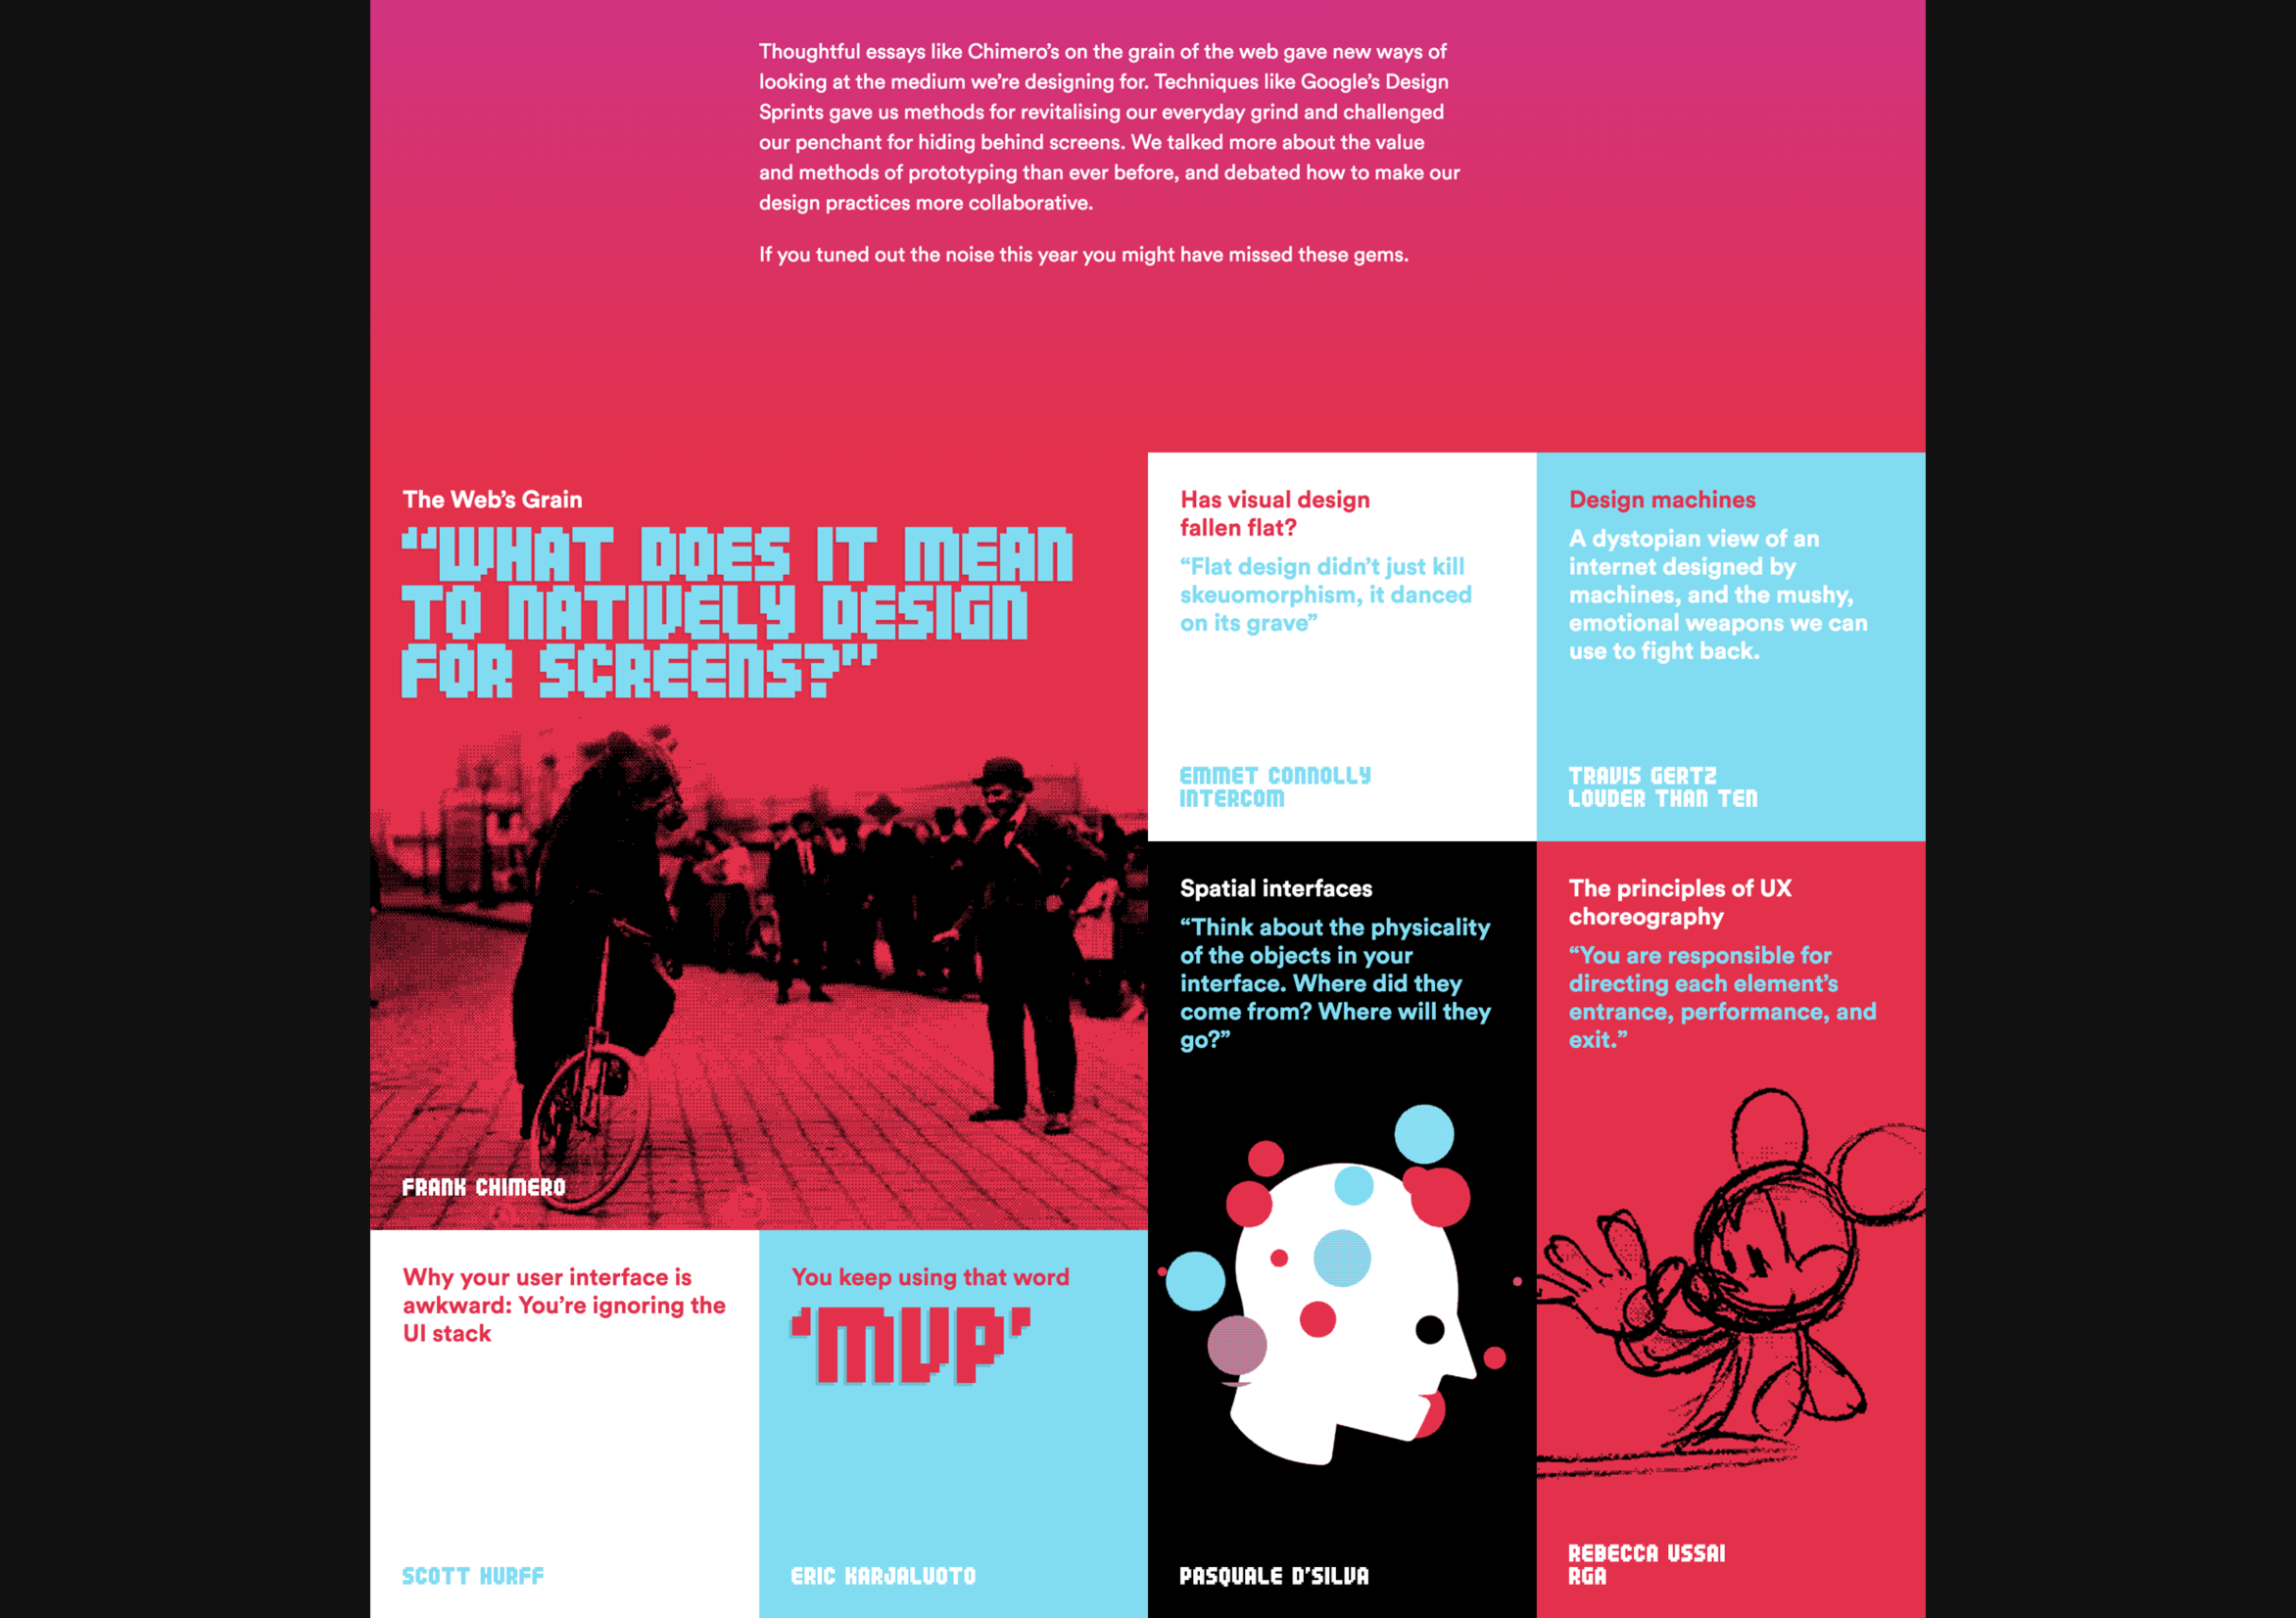 Thoughtful essays like Chimero’s on the grain of the web gave new ways of
looking at the medium we’re designing for. Techniques like Google’s Design
Sprints gave us methods for revitalising our everyday grind and challenged
our penchant for hiding behind screens. We talked more about the value
and methods of prototyping than ever before, and debated how to make our
design practices more collaborative.
If you tuned out the noise this year you might have missed these gems.
The Web’s Grain
“WHAT DOES IT MEAN
TO NATIVELY DESIGN
FOR SCREENS?”
FRANK CHIMERO
Has visual design
fallen flat?
“Flat design didn’t just kill
skeuomorphism, it danced
on its grave”
EMMET CONNOLLY
INTERCOM
Design machines
A dystopian view of an
internet designed by
machines, and the mushy,
emotional weapons we can
use to fight back.
TRAVIS GERTZ
LOUDER THAN TEN
Spatial interfaces
“Think about the physicality
of the objects in your
interface. Where did they
come from? Where will they
go?”
PASQUALE D’SILVA
The principles of UX
choreography
“You are responsible for
directing each element’s
entrance, performance, and
exit.”
REBECCA USSAI
RGA
Why your user interface is
awkward: You’re ignoring the
UI stack
SCOTT HURFF
You keep using that word
‘MVP’
ERIC KARJALUOTO